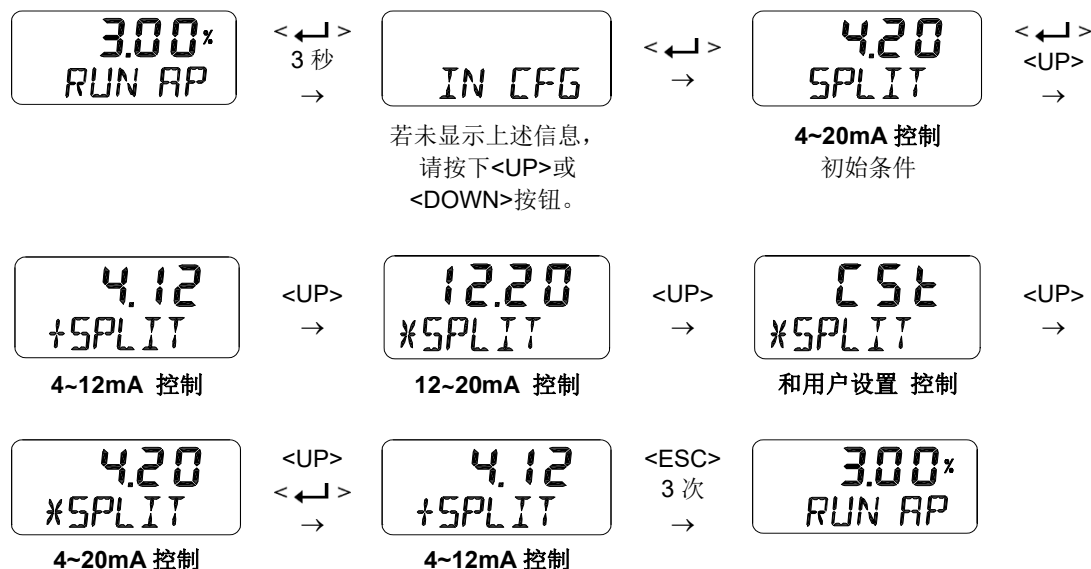 3.00% < ↵ > 4.20 < ↵ >
RUN AP 3 秒 IN CFG < ↵ > SPLIT <UP>
→ → →
若未显示上述信息， 4~20mA 控制
请按下<UP>或 初始条件
<DOWN>按钮。
4.12 <UP> 12.20 <UP> CSt <UP>
+SPLIT → *SPLIT → *SPLIT →
4~12mA 控制 12~20mA 控制 和用户设置 控制
4.20 <UP> 4.12 <ESC> 3.00%
*SPLIT < ↵ > +SPLIT 3 次 RUN AP
→ →
4~20mA 控制 4~12mA 控制